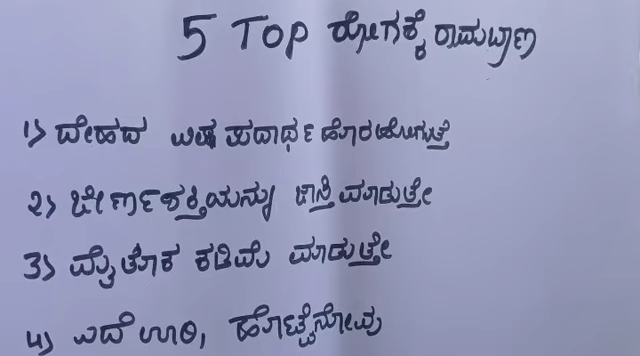 5 Top ರೋಗಕ್ಕೆ ರಾಮಬಾಣ
1) ದೇಹದ ವಿಷ ಪದಾರ್ಥ ಹೊರಹೋಗುತ್ತೆ
2) ಜೀರ್ಣಶಕ್ತಿಯನ್ನು ಜಾಸ್ತಿ ಮಾಡುತ್ತೇ
3) ಮೈತೂಕ ಕಡಿಮೆ ಮಾಡುತ್ತೇ
4) ಎದೆ ಉರಿ, ಹೊಟ್ಟೆನೋವು